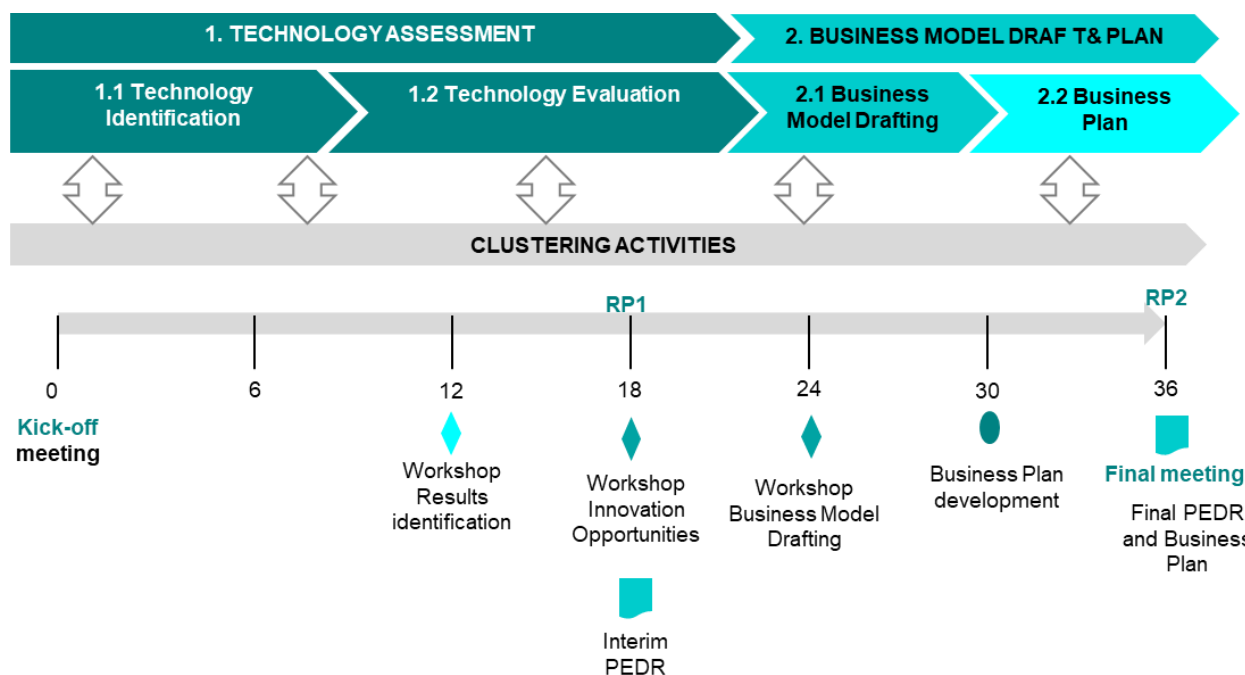 1. TECHNOLOGY ASSESSMENT
2. BUSINESS MODEL DRAF T& PLAN
1.1 Technology
Identification
1.2 Technology Evaluation
2.1 Business
Model Drafting
2.2 Business
Plan
CLUSTERING ACTIVITIES
RP1
RP2
0
6
12
18
24
30
36
Kick-off
meeting
Workshop
Results
identification
Workshop
Innovation
Opportunities
Workshop
Business Model
Drafting
Business Plan
development
Final meeting
Final PEDR
and Business
Plan
Interim
PEDR